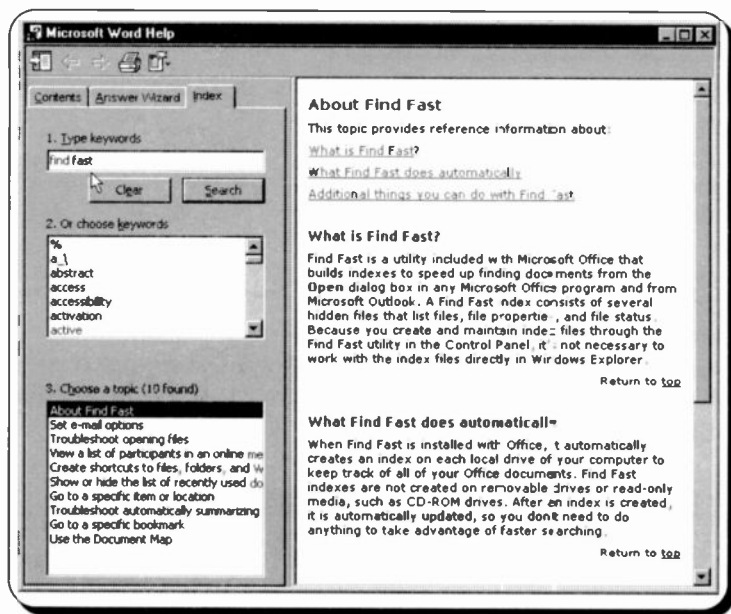 Microsoft Word Help
Contents
Answer Wizard
Index
1. Type keywords
find fast
Clear
Search
2. Or choose keywords
%
a_\
abstract
access
accessibility
activation
active
3. Choose a topic (10 found)
About Find Fast
Set e-mail options
Troubleshoot opening files
View a list of participants in an online me
Create shortcuts to files, folders, and W
Show or hide the list of recently used do
Go to a specific item or location
Troubleshoot automatically summarizing
Go to a specific bookmark
Use the Document Map
About Find Fast
This topic provides reference information about:
What is Find Fast?
What Find Fast does automatically
Additional things you can do with Find Fast
What is Find Fast?
Find Fast is a utility included with Microsoft Office that
builds indexes to speed up finding documents from the
Open dialog box in any Microsoft Office program and from
Microsoft Outlook. A Find Fast index consists of several
hidden files that list files, file properties, and file status.
Because you create and maintain index files through the
Find Fast utility in the Control Panel, it's not necessary to
work with the index files directly in Windows Explorer.
Return to top
What Find Fast does automatically
When Find Fast is installed with Office, it automatically
creates an index on each local drive of your computer to
keep track of all of your Office documents. Find Fast
indexes are not created on removable drives or read-only
media, such as CD-ROM drives. After an index is created,
it is automatically updated, so you don't need to do
anything to take advantage of faster searching.
Return to top